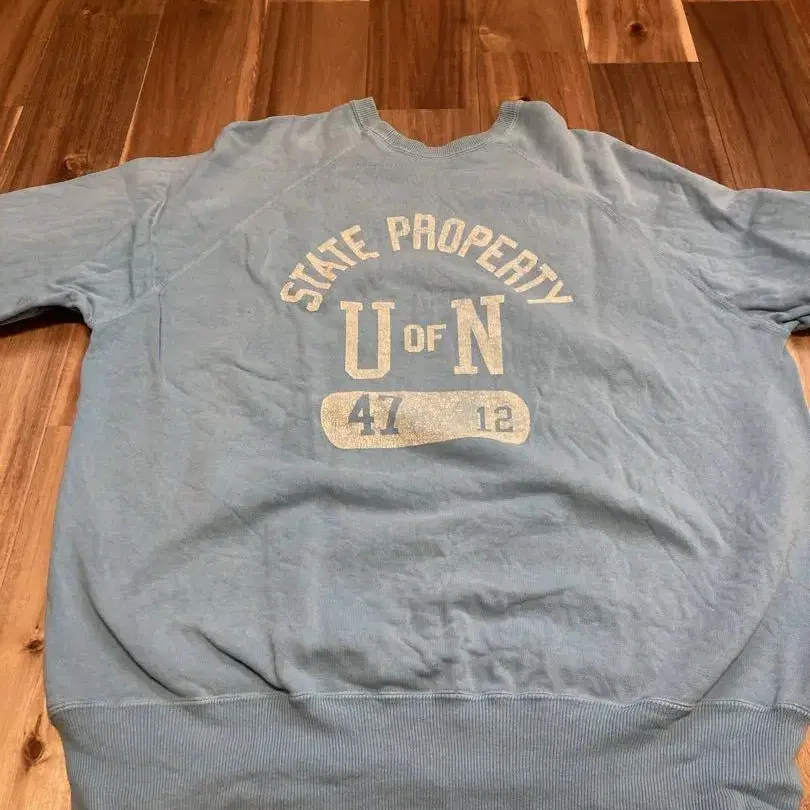 STATE PROPERTY
U OF N
47 12